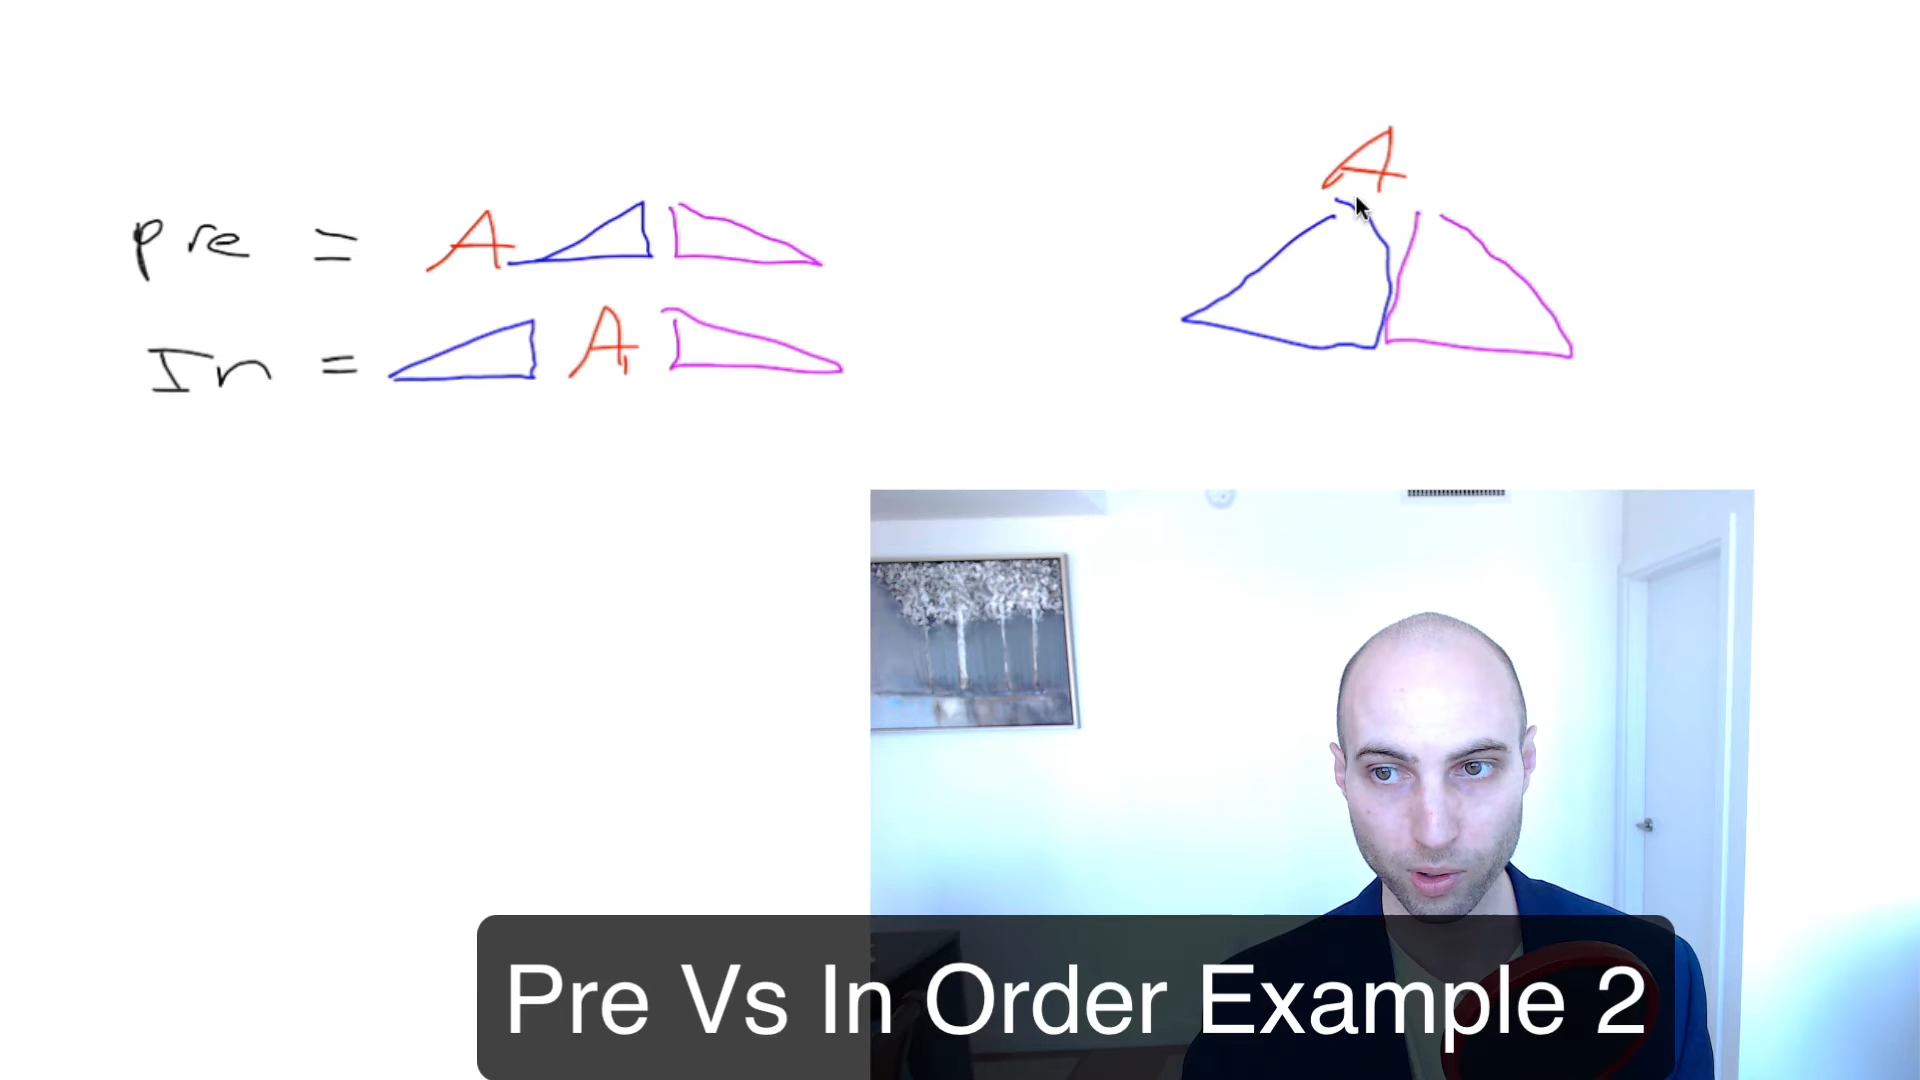 A
pre = A
In = A
Pre Vs In Order Example 2